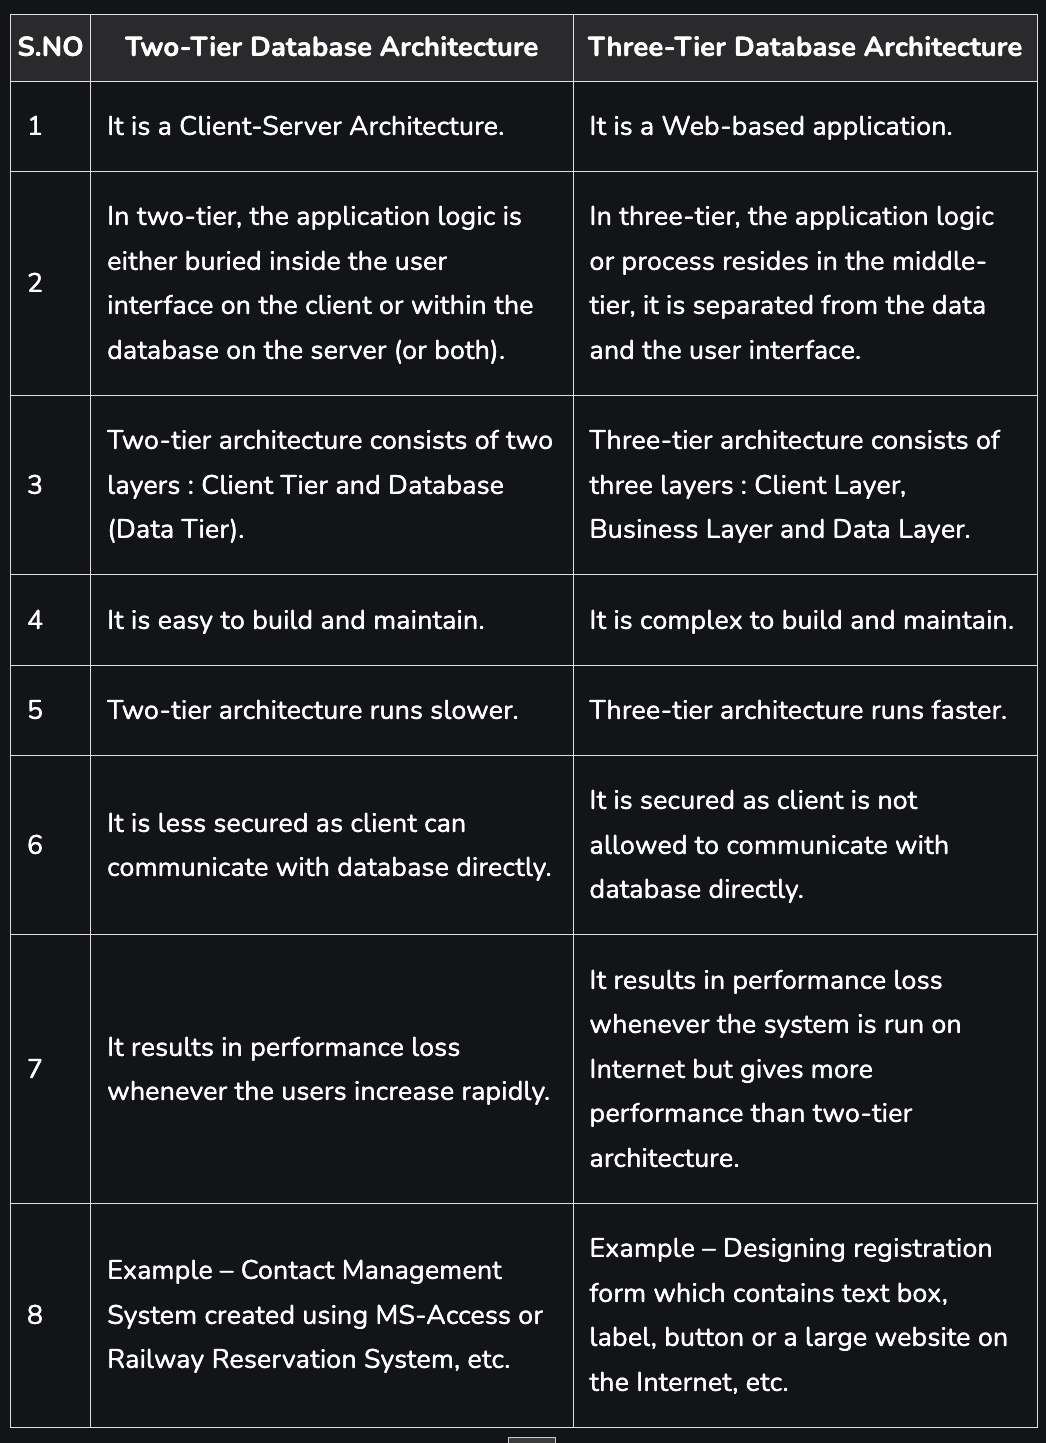 S.NO Two-Tier Database Architecture Three-Tier Database Architecture
1 It is a Client-Server Architecture. It is a Web-based application.
2
In two-tier, the application logic is
either buried inside the user
interface on the client or within the
database on the server (or both).
In three-tier, the application logic
or process resides in the middle-
tier, it is separated from the data
and the user interface.
3
Two-tier architecture consists of two
layers : Client Tier and Database
(Data Tier).
Three-tier architecture consists of
three layers : Client Layer,
Business Layer and Data Layer.
4 It is easy to build and maintain. It is complex to build and maintain.
5 Two-tier architecture runs slower. Three-tier architecture runs faster.
6
It is less secured as client can
communicate with database directly.
It is secured as client is not
allowed to communicate with
database directly.
7
It results in performance loss
whenever the users increase rapidly.
It results in performance loss
whenever the system is run on
Internet but gives more
performance than two-tier
architecture.
8
Example – Contact Management
System created using MS-Access or
Railway Reservation System, etc.
Example – Designing registration
form which contains text box,
label, button or a large website on
the Internet, etc.